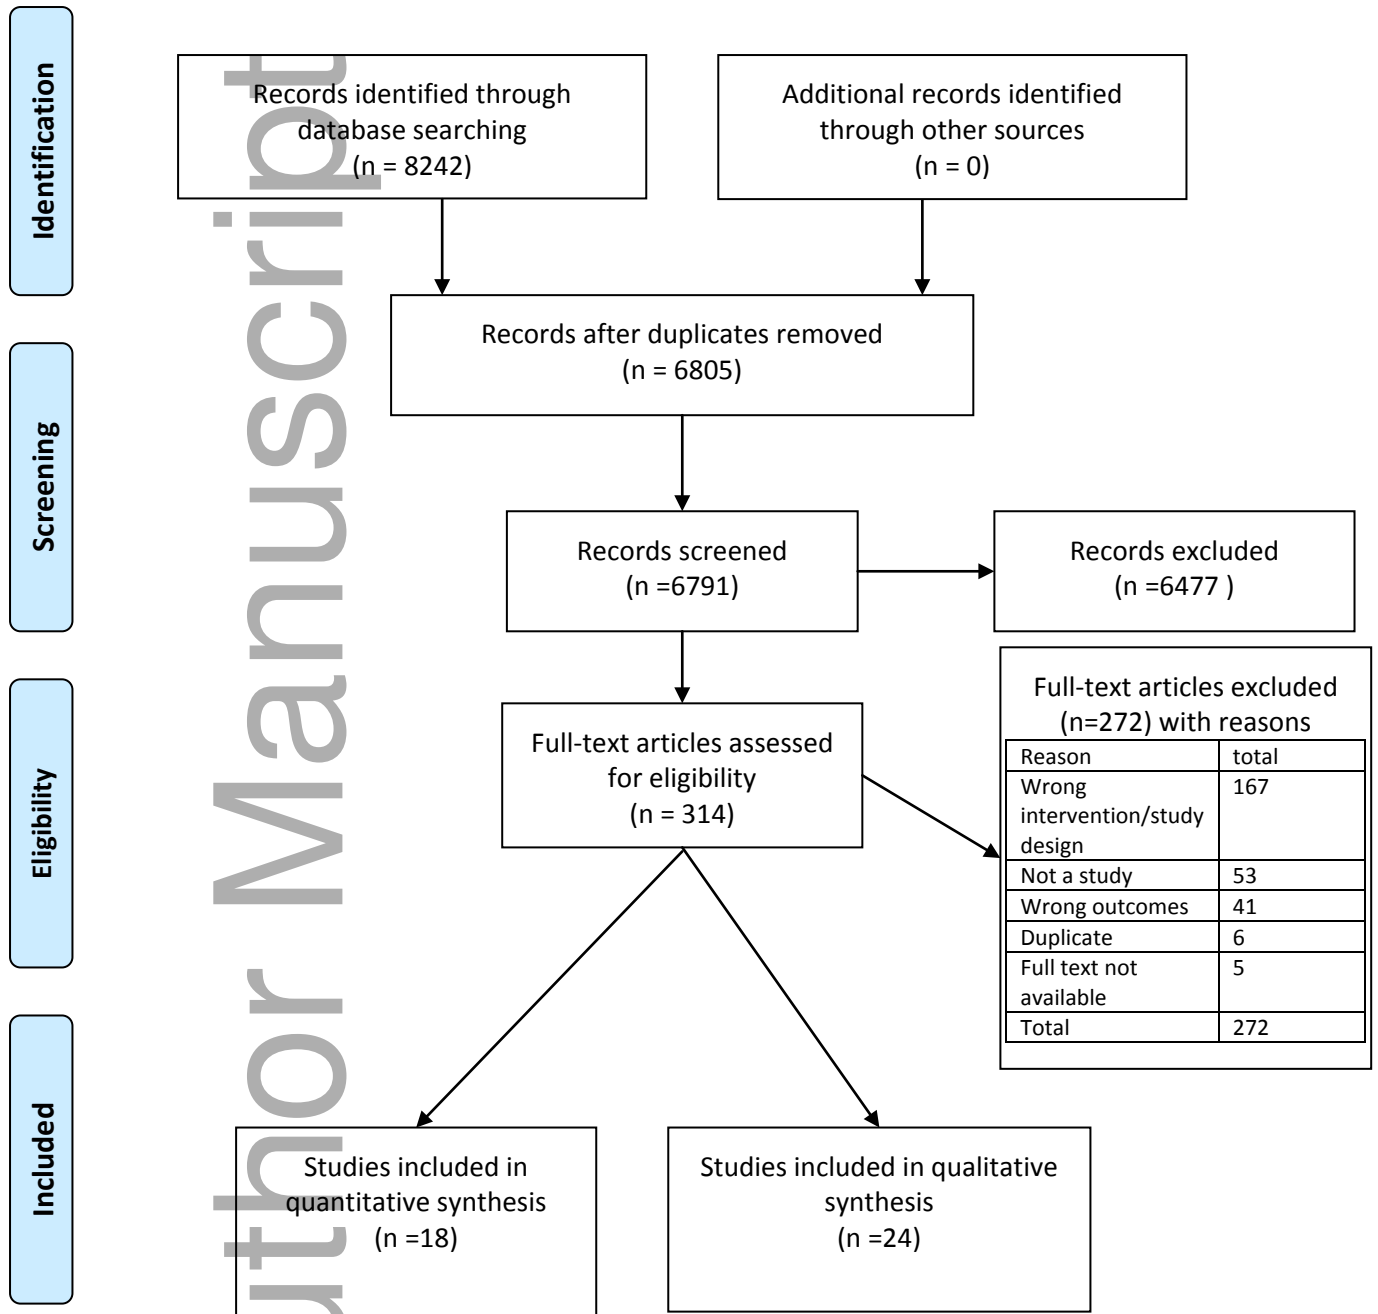 Identification
Records identified through
database searching
(n = 8242)
Additional records identified
through other sources
(n = 0)
Records after duplicates removed
(n = 6805)
Screening
Records screened
(n =6791)
Records excluded
(n =6477 )
Eligibility
Full-text articles assessed
for eligibility
(n = 314)
Full-text articles excluded
(n=272) with reasons
Reason total
Wrong 167
intervention/study
design
Not a study 53
Wrong outcomes 41
Duplicate 6
Full text not 5
available
Total 272
Included
Studies included in
quantitative synthesis
(n =18)
Studies included in qualitative
synthesis
(n =24)
uthor Manuscript